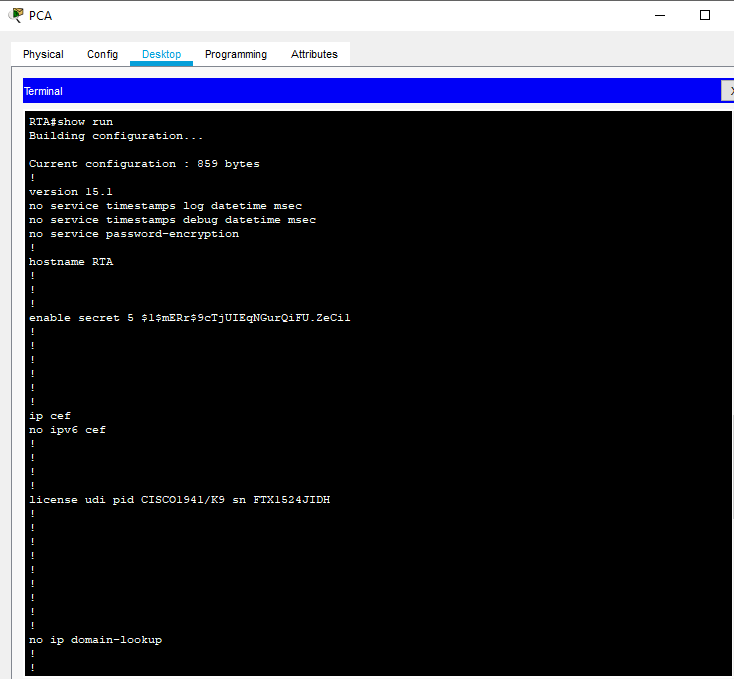 PCA
Physical Config Desktop Programming Attributes
Terminal X
RTA#show run
Building configuration...
Current configuration : 859 bytes
!
version 15.1
no service timestamps log datetime msec
no service timestamps debug datetime msec
no service password-encryption
!
hostname RTA
!
!
!
enable secret 5 $1$mERr$9cTjUIEqNGurQiFU.ZeCi1
!
!
!
!
!
!
ip cef
no ipv6 cef
!
!
!
!
license udi pid CISCO1941/K9 sn FTX1524JIDH
!
!
!
!
!
!
!
!
!
no ip domain-lookup
!
!